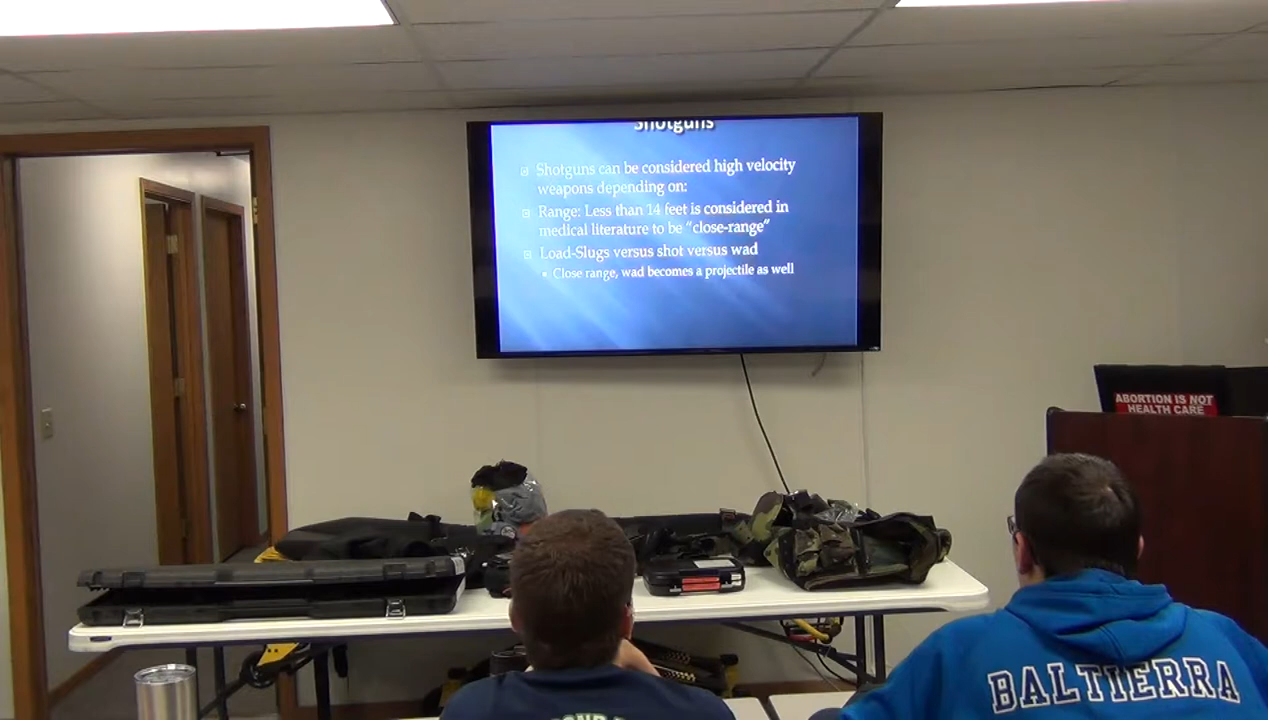 Shotguns
Shotguns can be considered high velocity
weapons depending on:
Range: Less than 14 feet is considered in
medical literature to be “close-range”
Load-Slugs versus shot versus wad
Close range, wad becomes a projectile as well
ABORTION IS NOT
HEALTH CARE
BALTIERRA